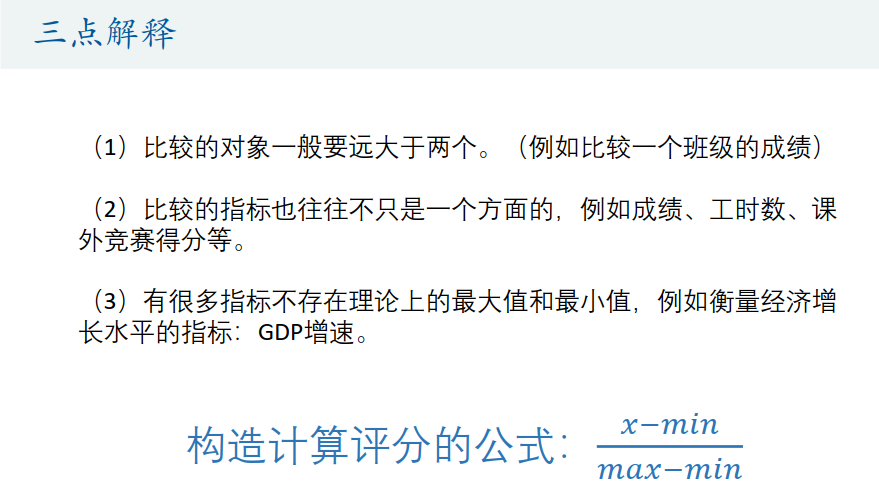 三点解释
（1）比较的对象一般要远大于两个。（例如比较一个班级的成绩）
（2）比较的指标也往往不只是一个方面的，例如成绩、工时数、课
外竞赛得分等。
（3）有很多指标不存在理论上的最大值和最小值，例如衡量经济增
长水平的指标：GDP增速。
构造计算评分的公式：
x−min
max−min